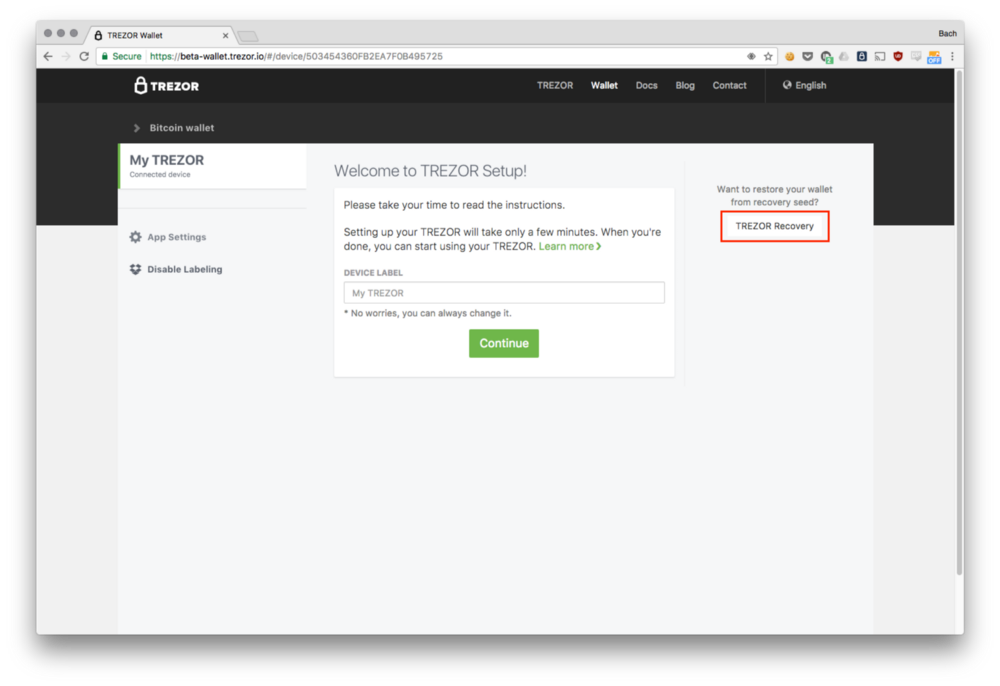 TREZOR Wallet
Bach
Secure https://beta-wallet.trezor.io/#/device/503454360FB2EA7F0B495725
TREZOR
TREZOR Wallet Docs Blog Contact English
Bitcoin wallet
My TREZOR
Connected device
App Settings
Disable Labeling
Welcome to TREZOR Setup!
Please take your time to read the instructions.
Setting up your TREZOR will take only a few minutes. When you're
done, you can start using your TREZOR. Learn more
DEVICE LABEL
My TREZOR
* No worries, you can always change it.
Continue
Want to restore your wallet
from recovery seed?
TREZOR Recovery